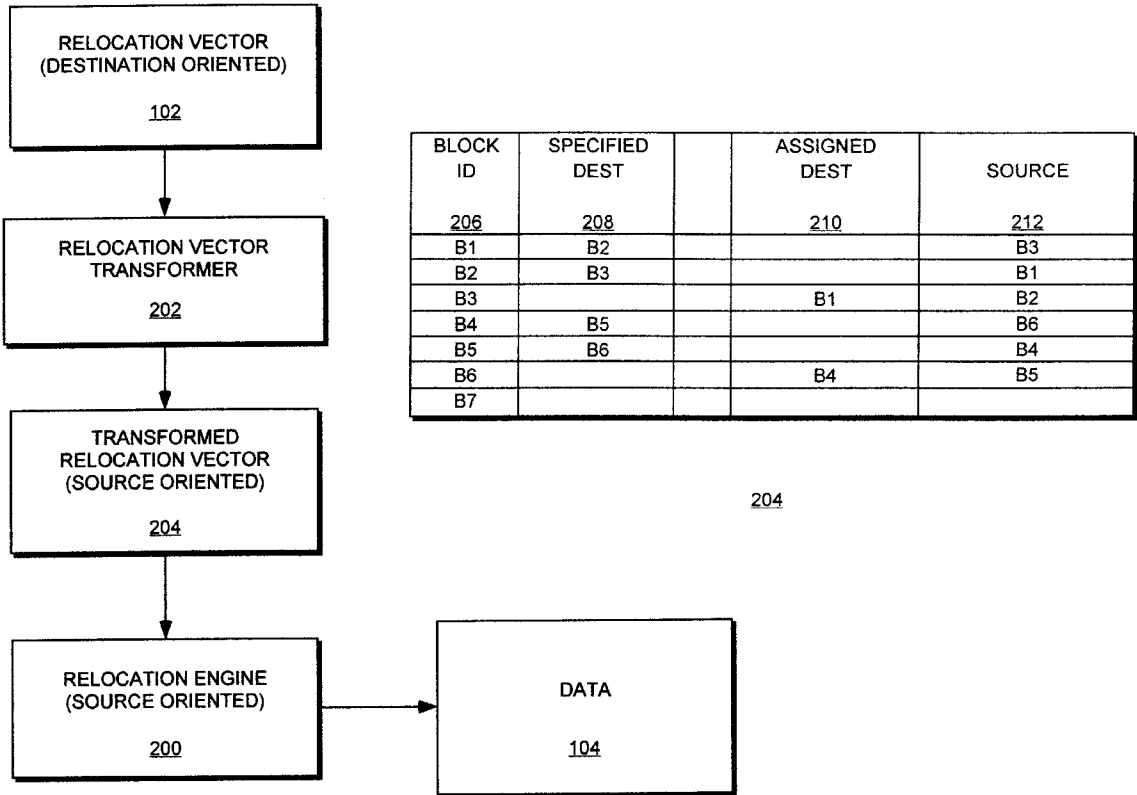 RELOCATION VECTOR
(DESTINATION ORIENTED)
102
RELOCATION VECTOR
TRANSFORMER
202
TRANSFORMED
RELOCATION VECTOR
(SOURCE ORIENTED)
204
RELOCATION ENGINE
(SOURCE ORIENTED)
200
DATA
104
BLOCK ID SPECIFIED DEST ASSIGNED DEST SOURCE
206 208 210 212
B1 B2 B3
B2 B3 B1
B3 B1 B2
B4 B5 B6
B5 B6 B4
B6 B4 B5
B7
204